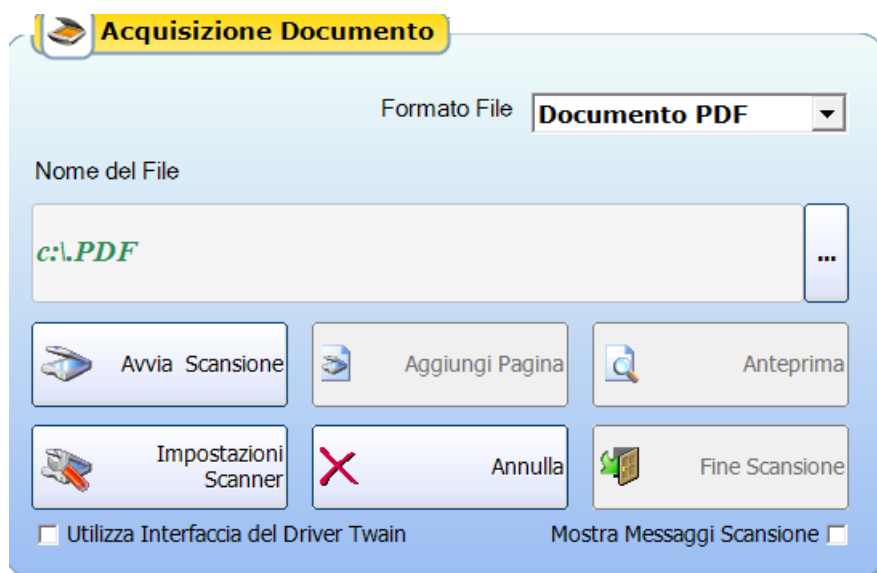 Acquisizione Documento
Formato File
Documento PDF
Nome del File
c:\.PDF
...
Avvia Scansione
Aggiungi Pagina
Anteprima
Impostazioni
Scanner
Annulla
Fine Scansione
Utilizza Interfaccia del Driver Twain
Mostra Messaggi Scansione